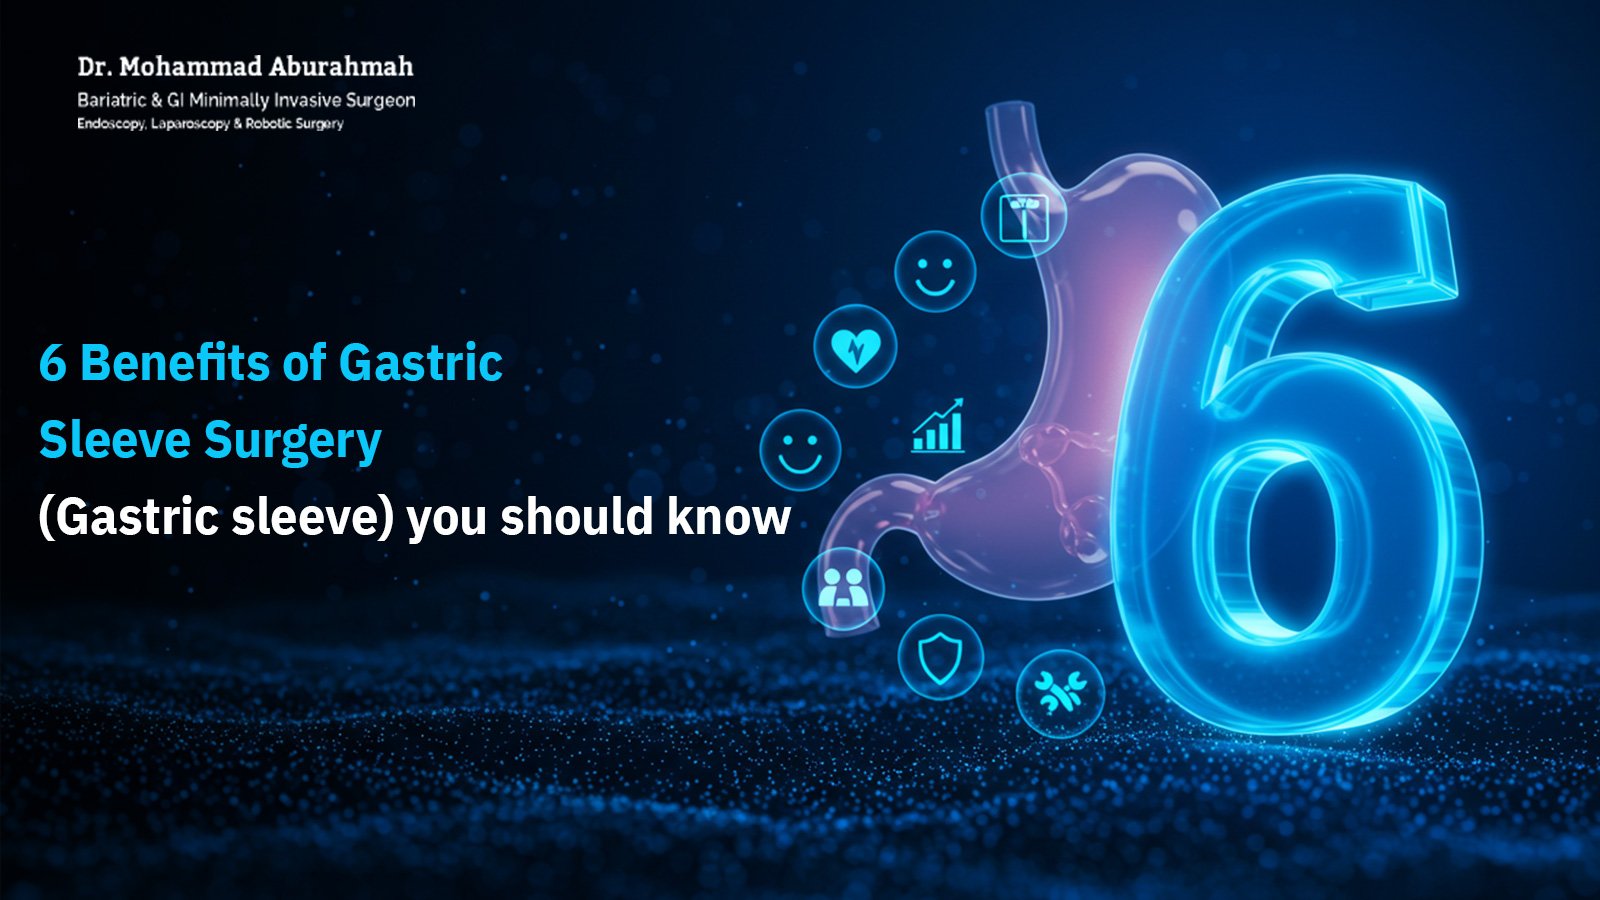 Dr. Mohammad Aburahmah
Bariatric & GI Minimally Invasive Surgeon
Endoscopy, Laparoscopy & Robotic Surgery
6 Benefits of Gastric
Sleeve Surgery
(Gastric sleeve) you should know
6